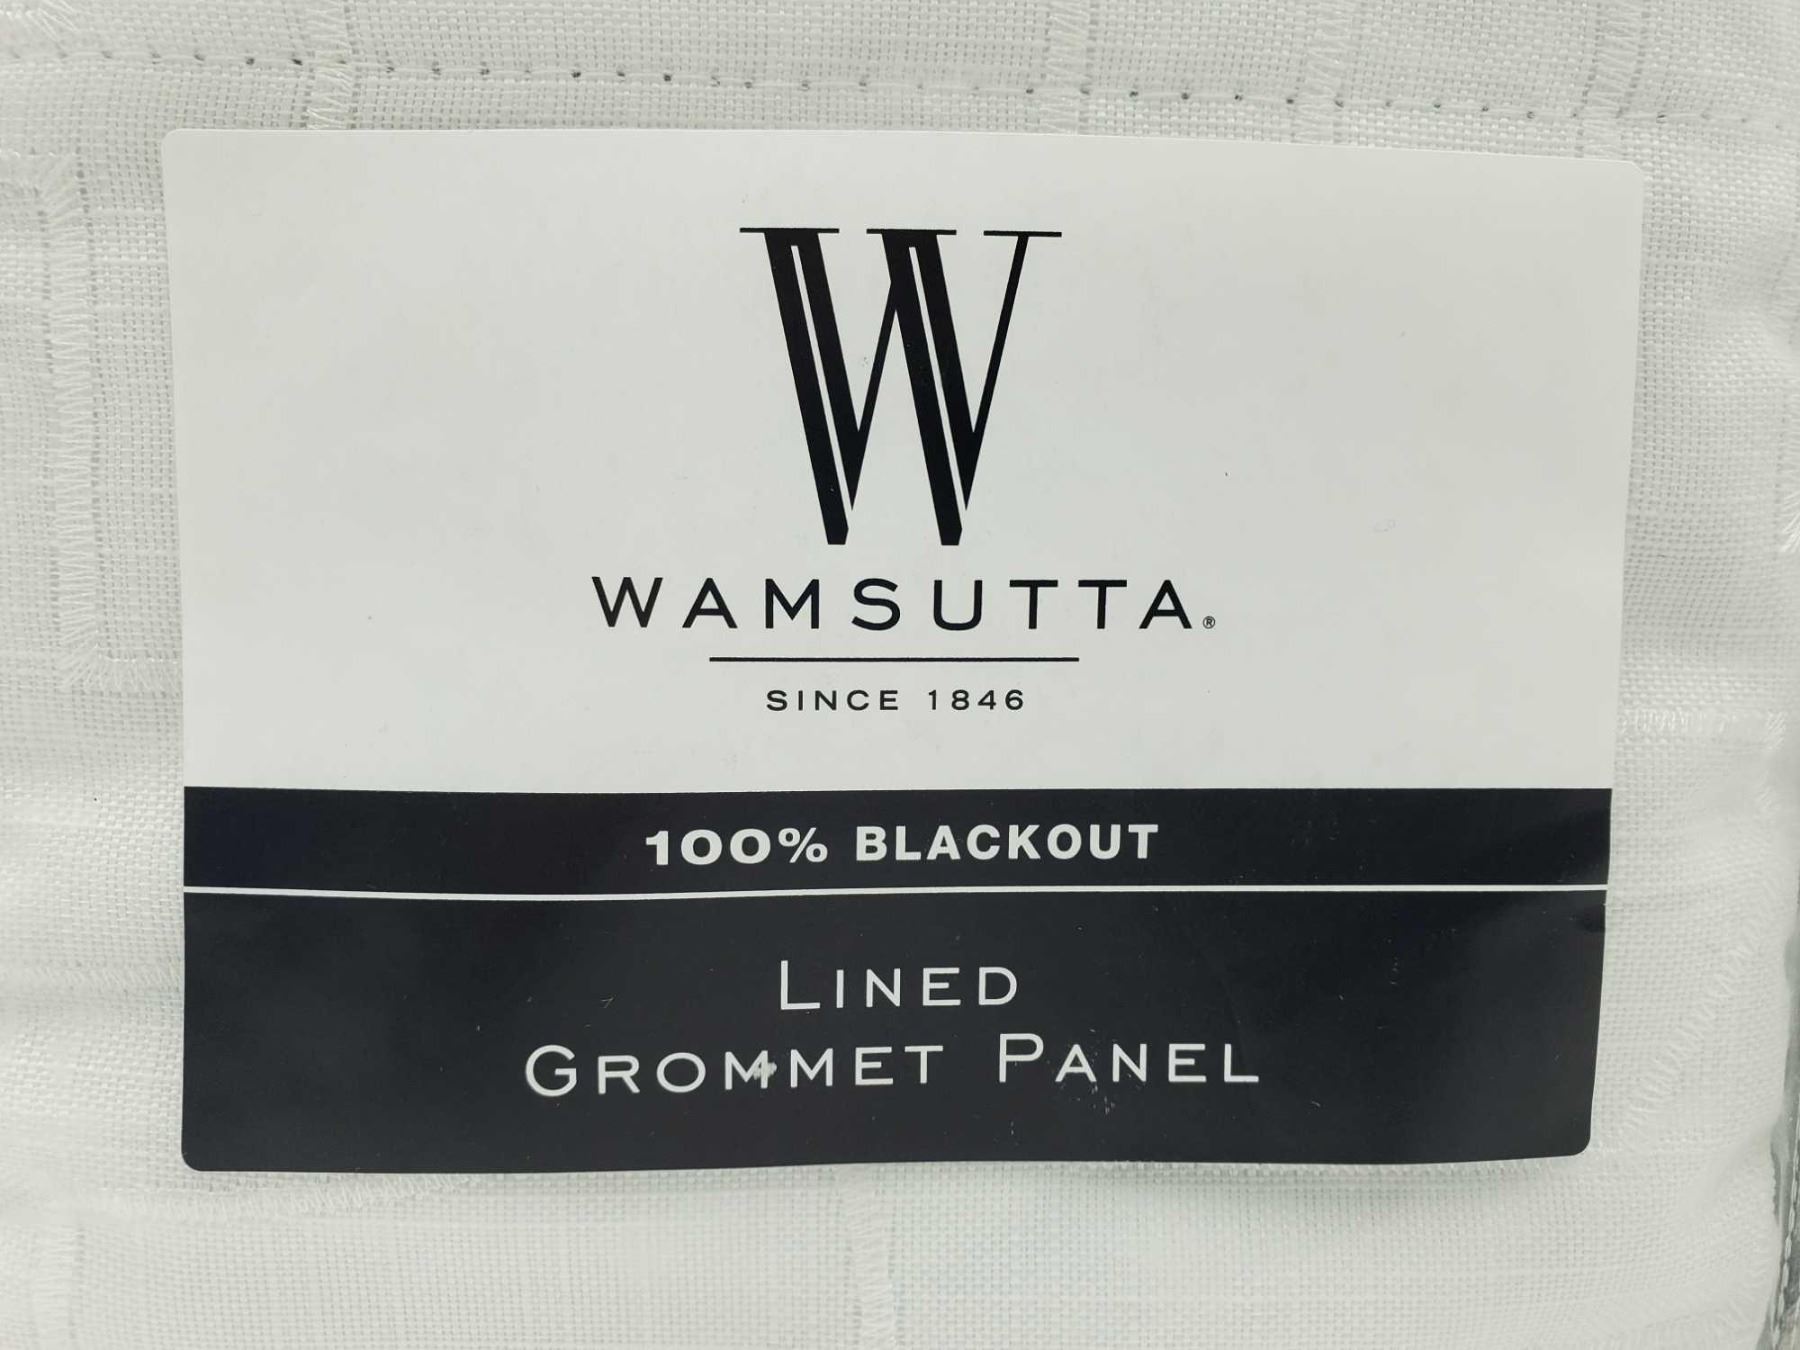 W
WAMSUTTA®
SINCE 1846
100% BLACKOUT
LINED
GROMMET PANEL